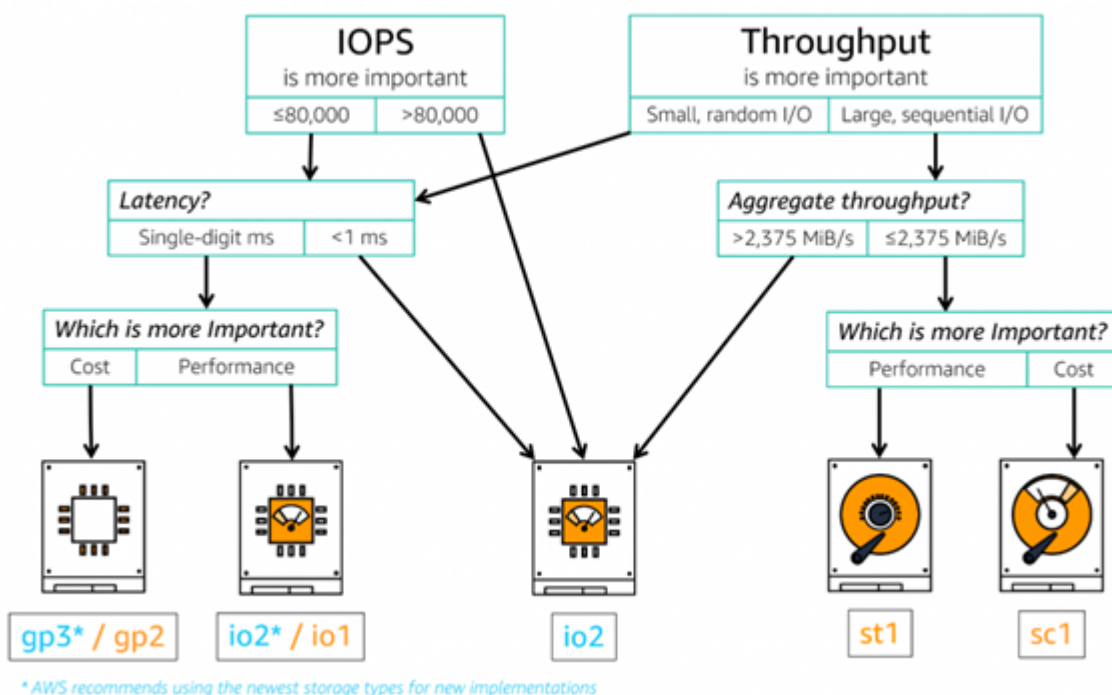 IOPS
is more important
≤80,000
>80,000
Throughput
is more important
Small, random I/O
Large, sequential I/O
Latency?
Single-digit ms
<1 ms
Aggregate throughput?
>2,375 MiB/s
≤2,375 MiB/s
Which is more Important?
Cost
Performance
Which is more Important?
Performance
Cost
gp3* / gp2
io2* / io1
io2
st1
sc1
* AWS recommends using the newest storage types for new implementations